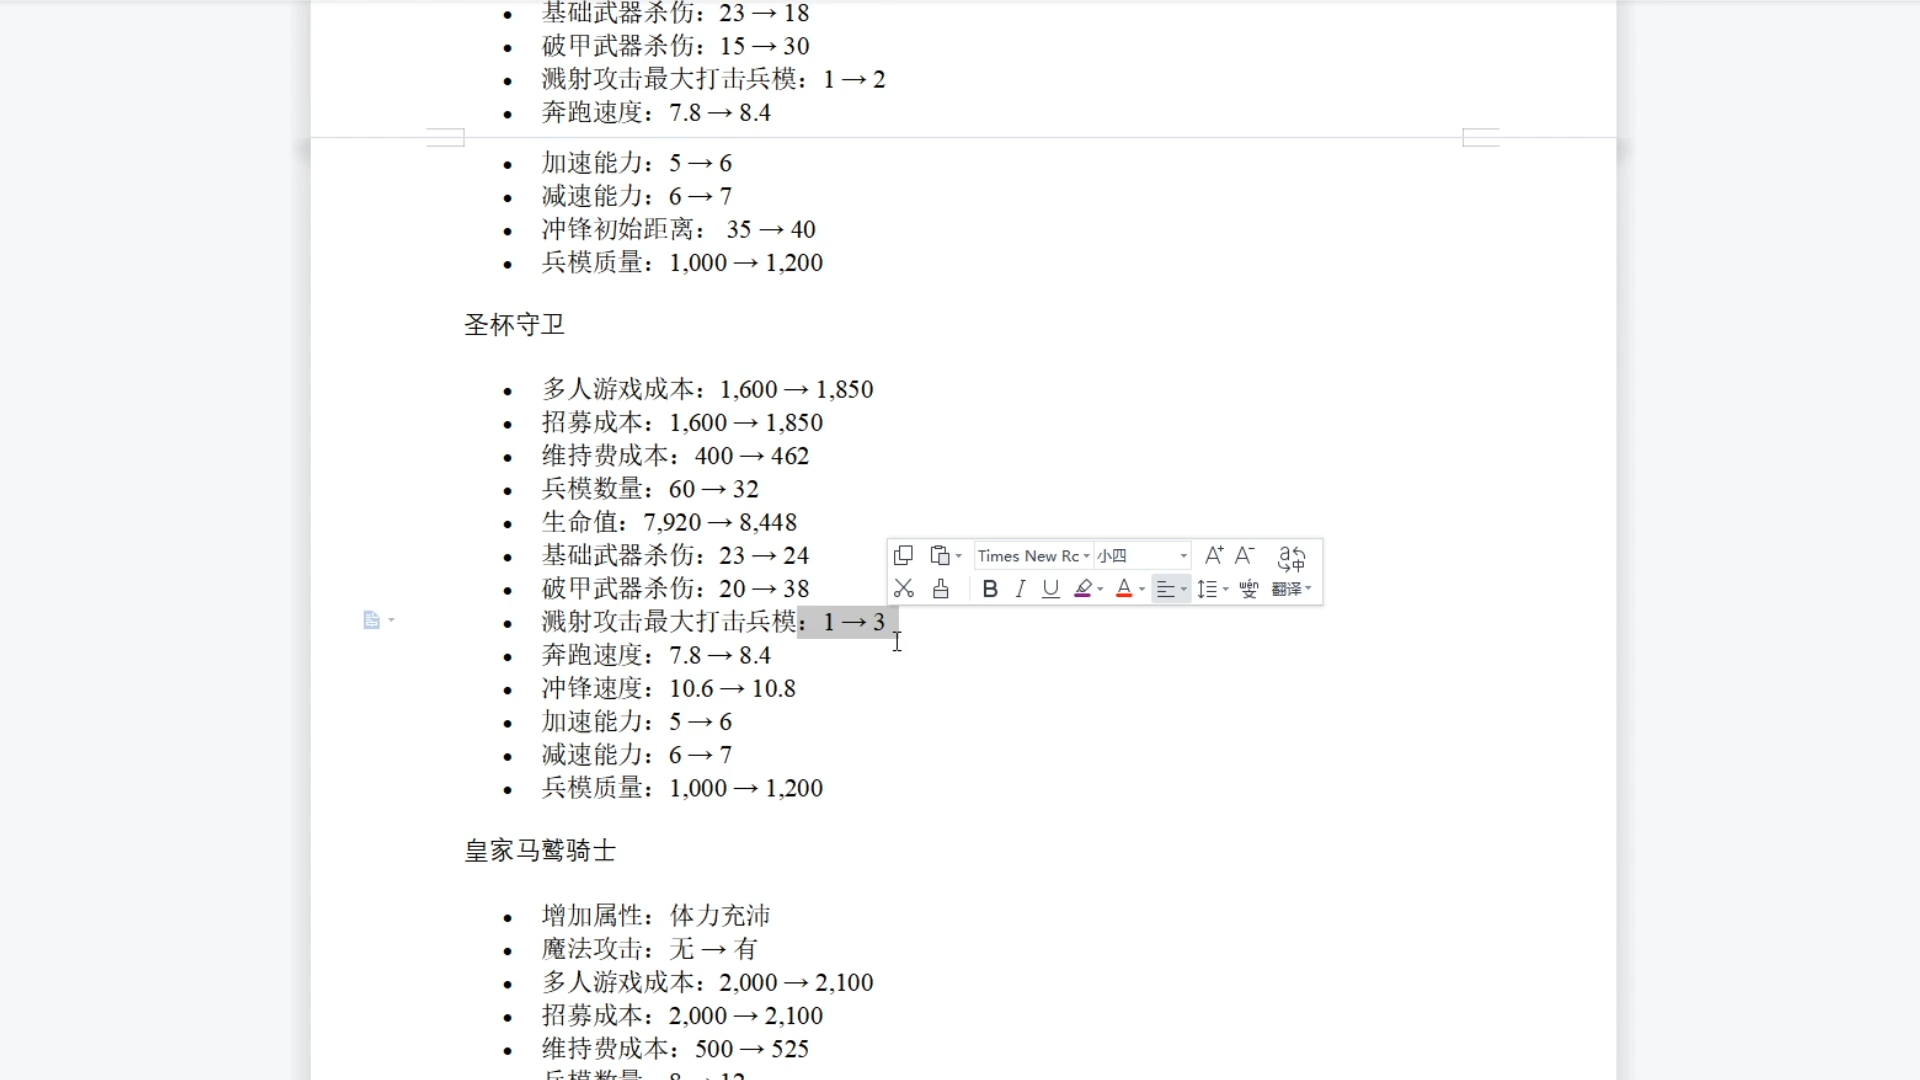 基础武器杀伤：23 → 18
破甲武器杀伤：15 → 30
溅射攻击最大打击兵模：1 → 2
奔跑速度：7.8 → 8.4
加速能力：5 → 6
减速能力：6 → 7
冲锋初始距离： 35 → 40
兵模质量：1,000 → 1,200
圣杯守卫
多人游戏成本：1,600 → 1,850
招募成本：1,600 → 1,850
维持费成本：400 → 462
兵模数量：60 → 32
生命值：7,920 → 8,448
基础武器杀伤：23 → 24
Times New Rc 小四
破甲武器杀伤：20 → 38
B I U A 翻译
溅射攻击最大打击兵模：1 → 3
奔跑速度：7.8 → 8.4
冲锋速度：10.6 → 10.8
加速能力：5 → 6
减速能力：6 → 7
兵模质量：1,000 → 1,200
皇家马鹫骑士
增加属性：体力充沛
魔法攻击：无 → 有
多人游戏成本：2,000 → 2,100
招募成本：2,000 → 2,100
维持费成本：500 → 525
兵模数量：8 → 12